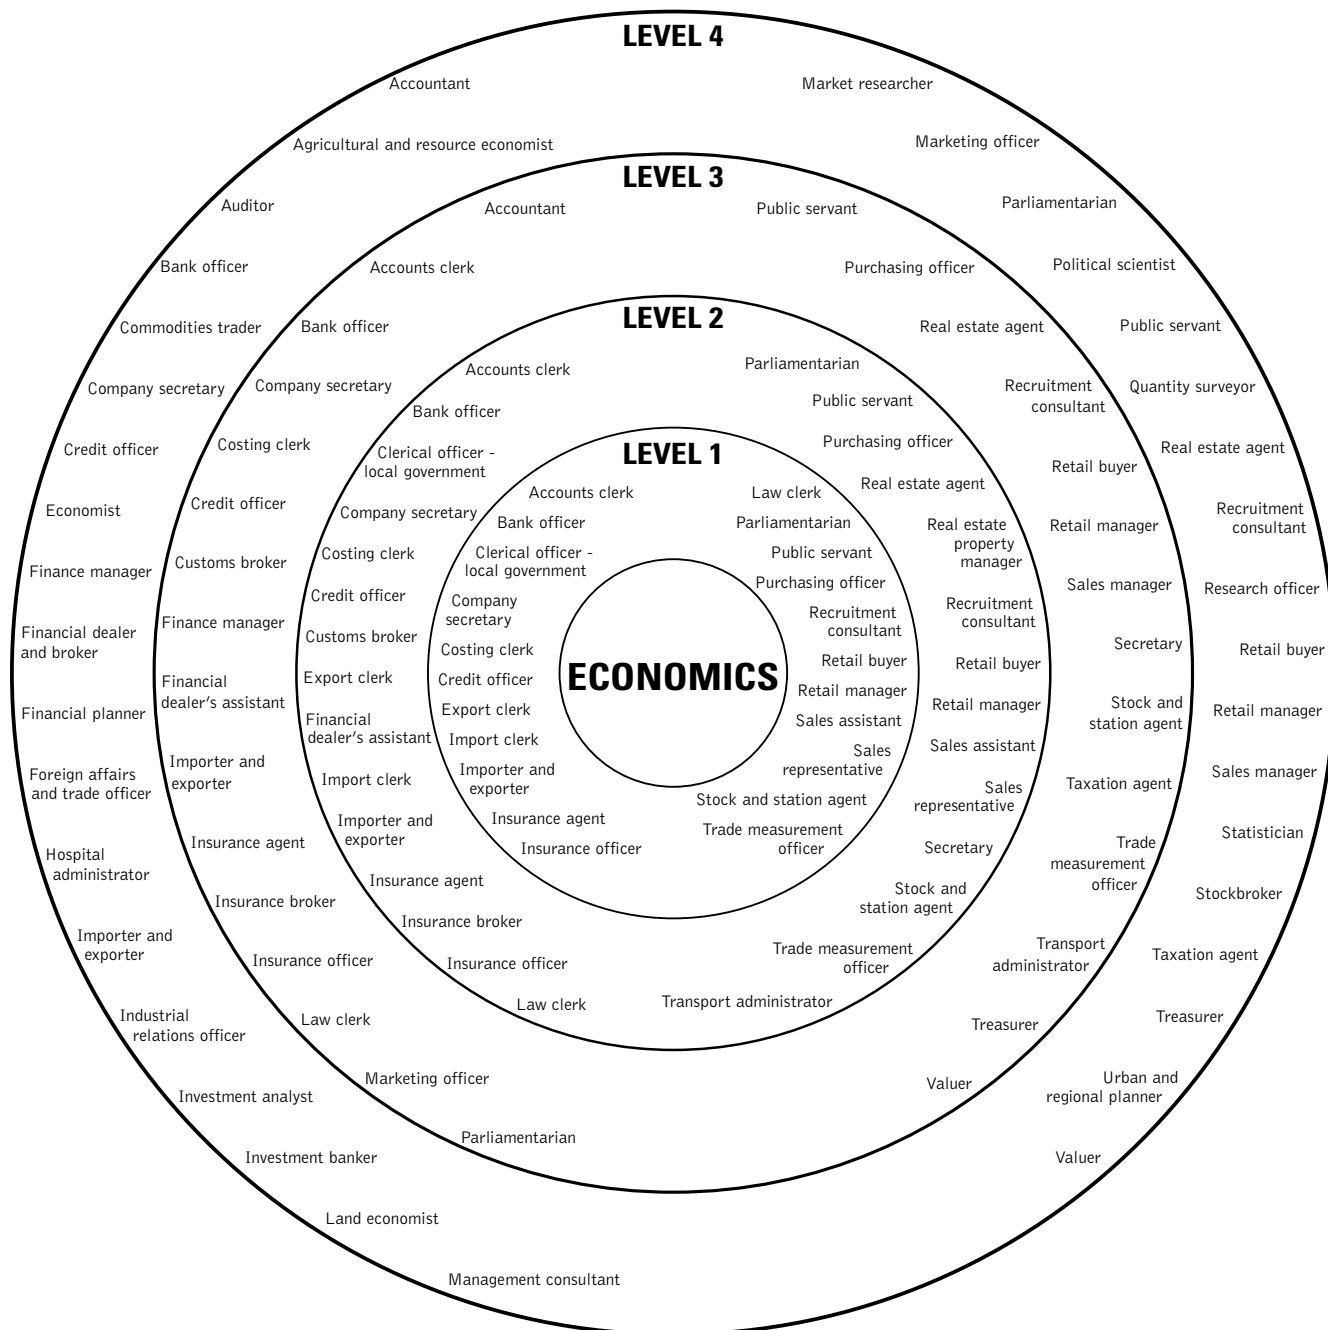 LEVEL 4
Accountant
Agricultural and resource economist
Auditor
Bank officer
Commodities trader
Company secretary
Credit officer
Economist
Finance manager
Financial dealer
and broker
Financial planner
Foreign affairs
and trade officer
Hospital
administrator
Importer and
exporter
Industrial
relations officer
Investment analyst
Investment banker
Land economist
Management consultant
Market researcher
Marketing officer
Parliamentarian
Political scientist
Public servant
Quantity surveyor
Real estate agent
Recruitment
consultant
Research officer
Retail buyer
Retail manager
Sales manager
Statistician
Stockbroker
Taxation agent
Treasurer
Urban and
regional planner
Valuer
LEVEL 3
Accountant
Accounts clerk
Bank officer
Company secretary
Costing clerk
Credit officer
Customs broker
Finance manager
Financial
dealer's assistant
Importer and
exporter
Insurance agent
Insurance broker
Insurance officer
Law clerk
Marketing officer
Parliamentarian
Public servant
Purchasing officer
Real estate agent
Recruitment
consultant
Retail buyer
Retail manager
Sales manager
Secretary
Stock and
station agent
Taxation agent
Trade
measurement
officer
Transport
administrator
Treasurer
Valuer
LEVEL 2
Accounts clerk
Bank officer
Clerical officer -
local government
Company secretary
Costing clerk
Credit officer
Customs broker
Export clerk
Financial
dealer's assistant
Import clerk
Importer and
exporter
Insurance agent
Insurance broker
Insurance officer
Law clerk
Parliamentarian
Public servant
Purchasing officer
Real estate agent
Real estate
property
manager
Recruitment
consultant
Retail buyer
Retail manager
Sales assistant
Sales
representative
Secretary
Stock and
station agent
Trade measurement
officer
Transport administrator
LEVEL 1
Accounts clerk
Bank officer
Clerical officer -
local government
Company
secretary
Costing clerk
Credit officer
Export clerk
Import clerk
Importer and
exporter
Insurance agent
Insurance officer
Law clerk
Parliamentarian
Public servant
Purchasing officer
Recruitment
consultant
Retail buyer
Retail manager
Sales assistant
Sales
representative
Stock and station agent
Trade measurement
officer
ECONOMICS